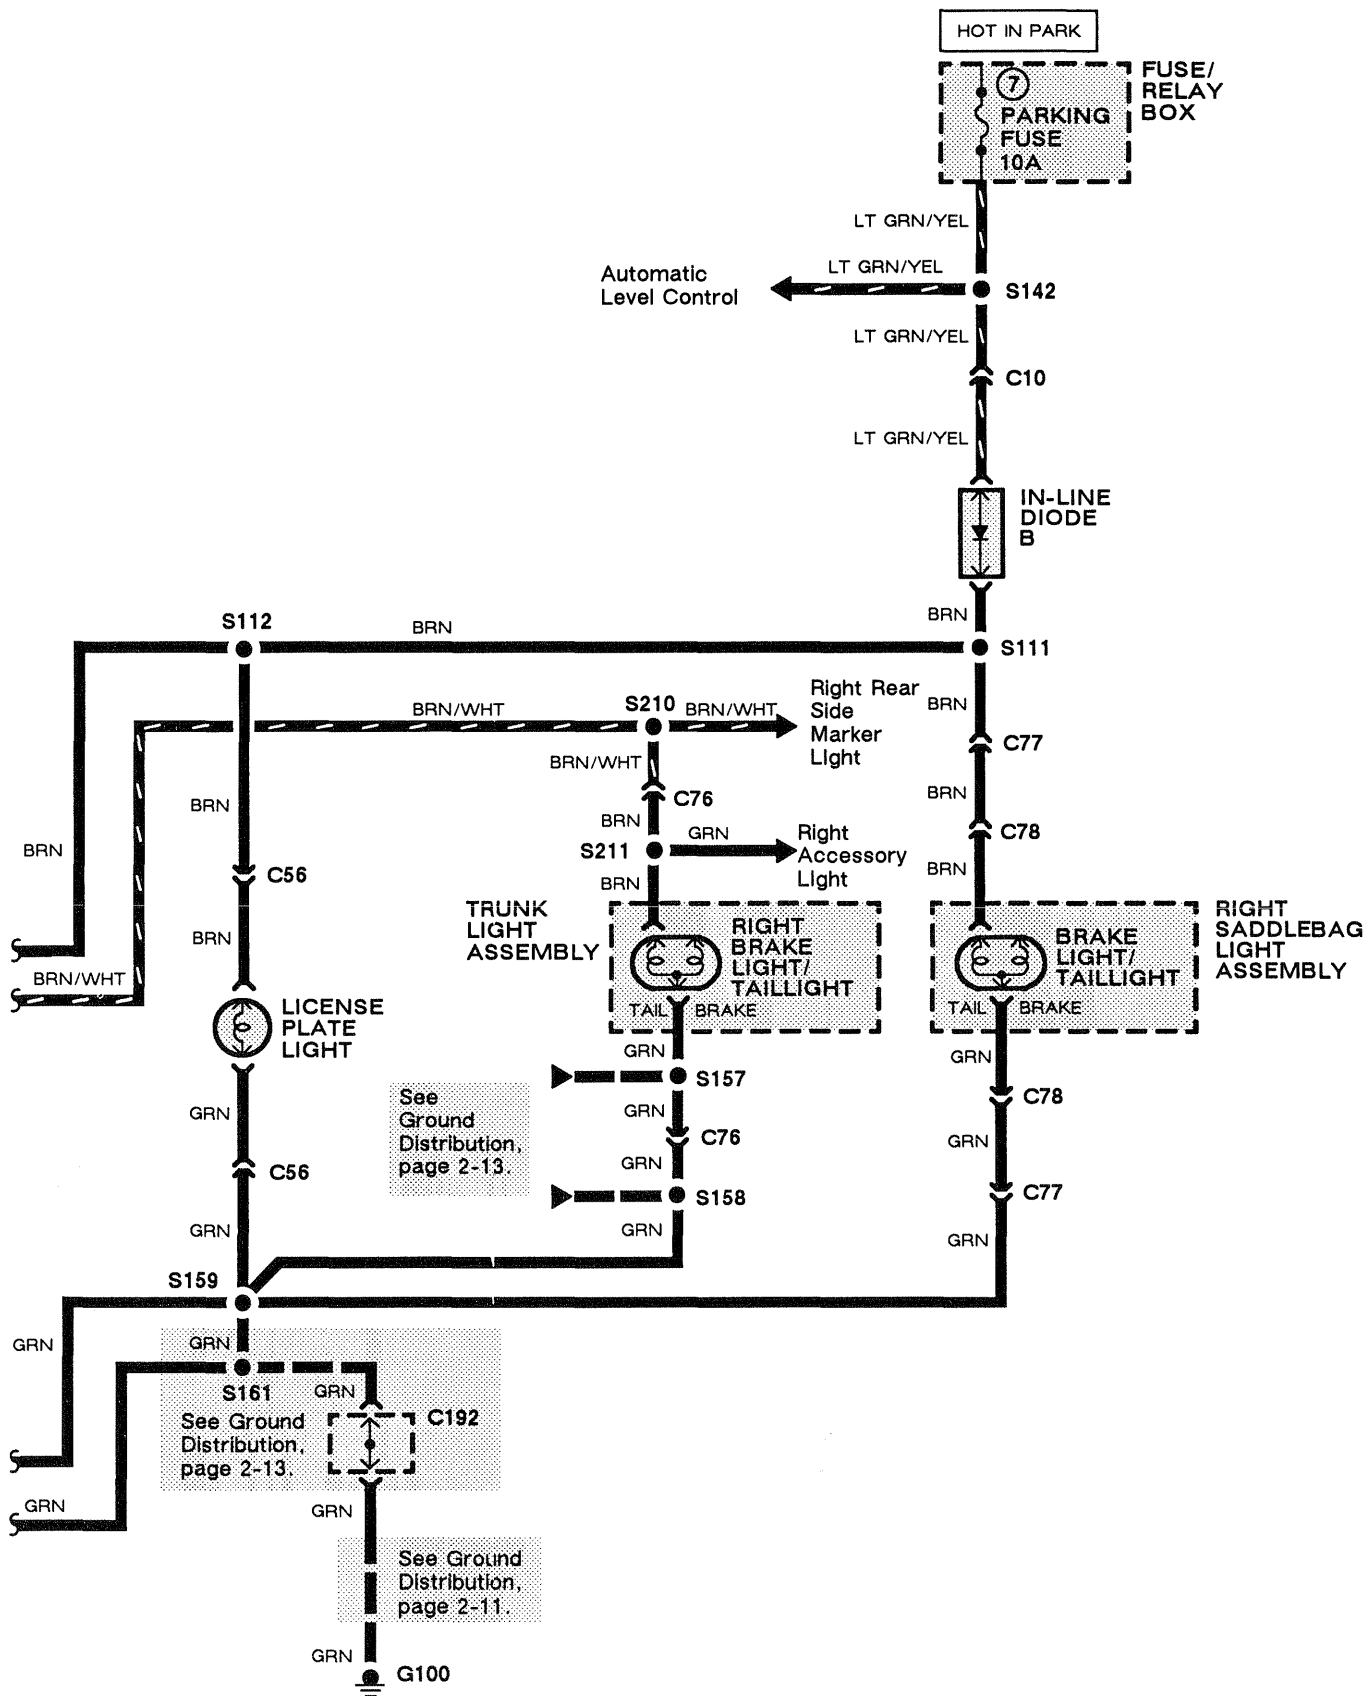 HOT IN PARK
7
PARKING
FUSE
10A
FUSE/
RELAY
BOX
LT GRN/YEL
LT GRN/YEL
Automatic
Level Control
S142
LT GRN/YEL
C10
LT GRN/YEL
IN-LINE
DIODE
B
BRN
S112
BRN
S111
BRN/WHT
S210
BRN/WHT
Right Rear
Side
Marker
Light
BRN
C77
BRN/WHT
C76
BRN
BRN
BRN
GRN
Right
Accessory
Light
C78
S211
BRN
BRN
C56
BRN
BRN
TRUNK
LIGHT
ASSEMBLY
RIGHT
BRAKE
LIGHT/
TAILLIGHT
TAIL
BRAKE
BRAKE
LIGHT/
TAILLIGHT
TAIL
BRAKE
RIGHT
SADDLEBAG
LIGHT
ASSEMBLY
BRN
BRN/WHT
LICENSE
PLATE
LIGHT
GRN
GRN
S157
See
Ground
Distribution,
page 2-13.
C78
GRN
GRN
C76
GRN
C56
GRN
S158
C77
GRN
GRN
GRN
S159
GRN
GRN
S161
GRN
See Ground
Distribution,
page 2-13.
C192
GRN
GRN
See Ground
Distribution,
page 2-11.
GRN
G100